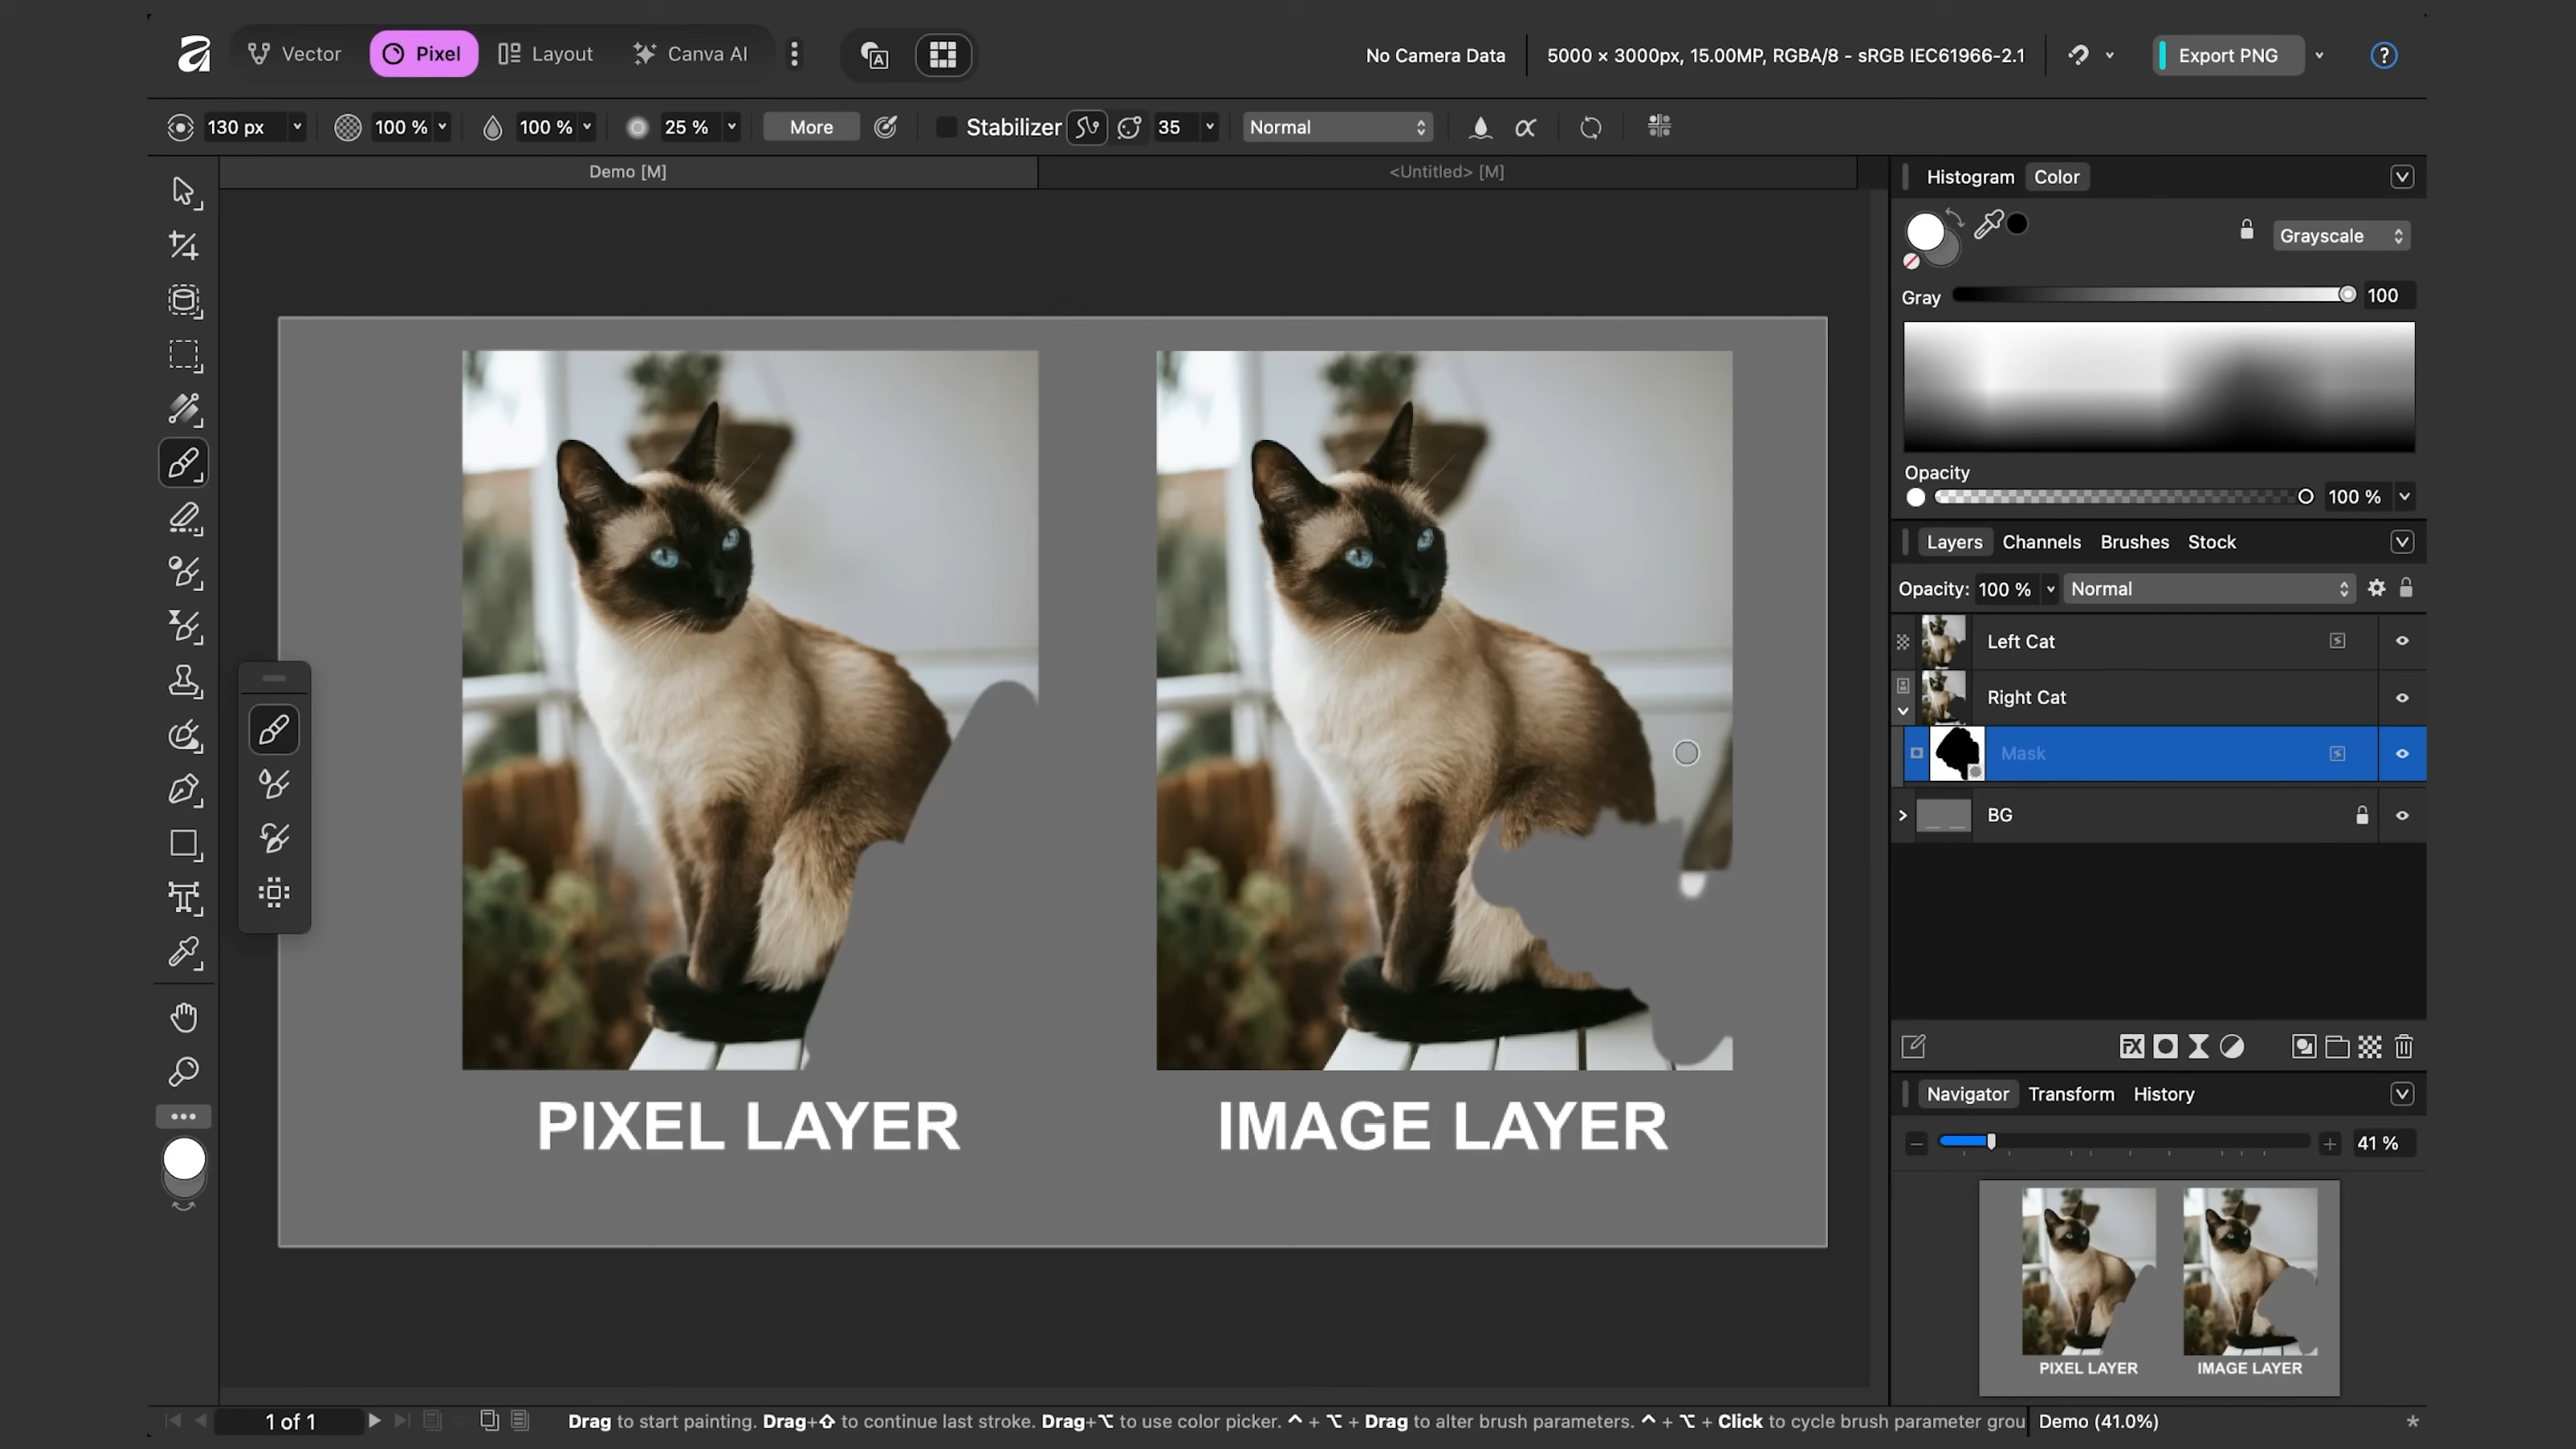 Vector Pixel Layout Canva AI A No Camera Data 5000 × 3000px, 15.00MP, RGBA/8 - sRGB IEC61966-2.1 Export PNG ?
130 px 100 % 100 % 25 % More Stabilizer 35 Normal
Demo [M] <Untitled> [M]
Histogram Color
Grayscale
Gray 100
Opacity
100 %
Layers Channels Brushes Stock
Opacity: 100 % Normal
Left Cat
Right Cat
Mask
BG
FX
PIXEL LAYER IMAGE LAYER
Navigator Transform History
41 %
PIXEL LAYER IMAGE LAYER
1 of 1 Drag to start painting. Drag+⇧ to continue last stroke. Drag+⌥ to use color picker. ^ + ⌥ + Drag to alter brush parameters. ^ + ⌥ + Click to cycle brush parameter grou Demo (41.0%) *